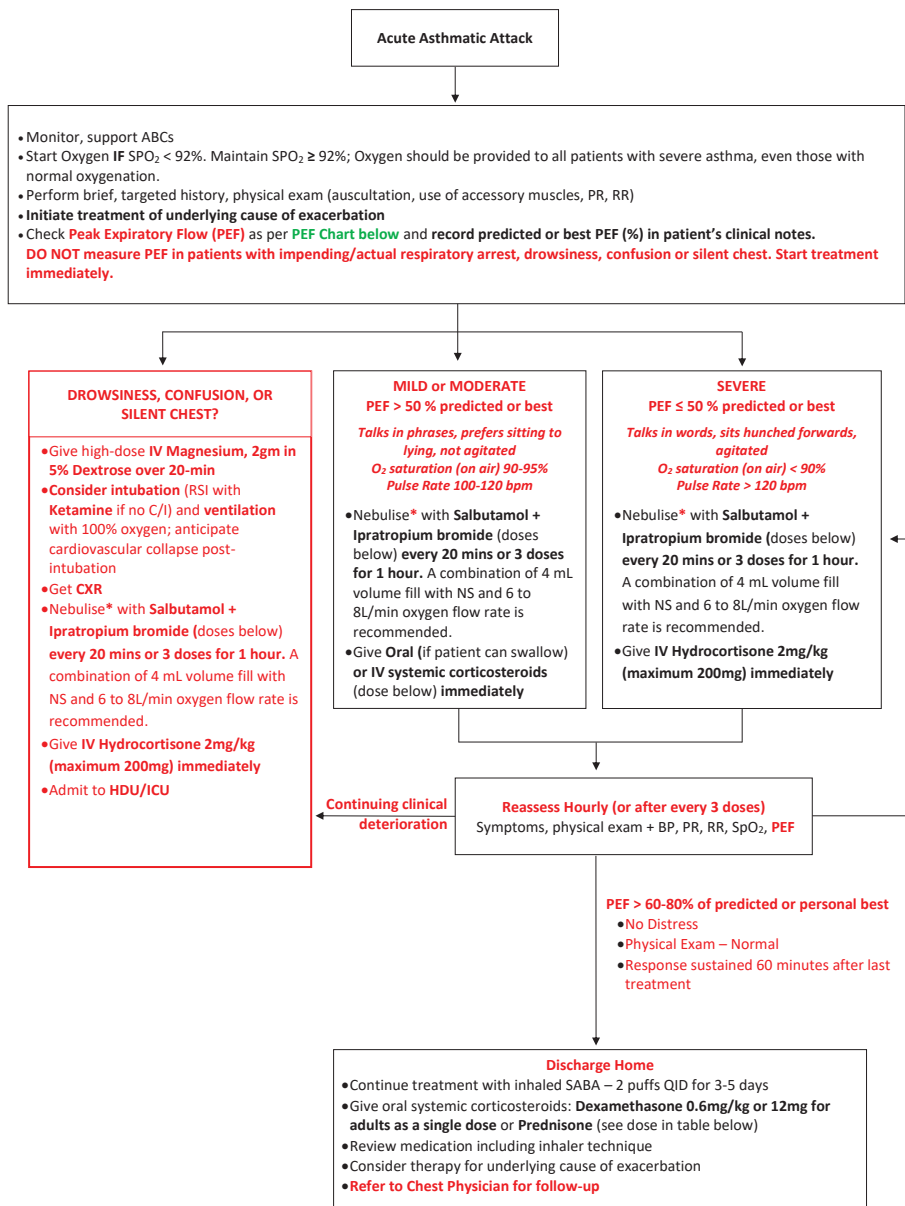 Acute Asthmatic Attack
• Monitor, support ABCs
• Start Oxygen IF SPO₂ < 92%. Maintain SPO₂ ≥ 92%; Oxygen should be provided to all patients with severe asthma, even those with
normal oxygenation.
• Perform brief, targeted history, physical exam (auscultation, use of accessory muscles, PR, RR)
• Initiate treatment of underlying cause of exacerbation
• Check Peak Expiratory Flow (PEF) as per PEF Chart below and record predicted or best PEF (%) in patient's clinical notes.
DO NOT measure PEF in patients with impending/actual respiratory arrest, drowsiness, confusion or silent chest. Start treatment
immediately.
DROWSINESS, CONFUSION, OR
SILENT CHEST?
•Give high-dose IV Magnesium, 2gm in
5% Dextrose over 20-min
•Consider intubation (RSI with
Ketamine if no C/I) and ventilation
with 100% oxygen; anticipate
cardiovascular collapse post-
intubation
•Get CXR
•Nebulise* with Salbutamol +
Ipratropium bromide (doses below)
every 20 mins or 3 doses for 1 hour. A
combination of 4 mL volume fill with
NS and 6 to 8L/min oxygen flow rate is
recommended.
•Give IV Hydrocortisone 2mg/kg
(maximum 200mg) immediately
•Admit to HDU/ICU
MILD or MODERATE
PEF > 50 % predicted or best
Talks in phrases, prefers sitting to
lying, not agitated
O₂ saturation (on air) 90-95%
Pulse Rate 100-120 bpm
•Nebulise* with Salbutamol +
Ipratropium bromide (doses
below) every 20 mins or 3 doses
for 1 hour. A combination of 4 mL
volume fill with NS and 6 to
8L/min oxygen flow rate is
recommended.
•Give Oral (if patient can swallow)
or IV systemic corticosteroids
(dose below) immediately
SEVERE
PEF ≤ 50 % predicted or best
Talks in words, sits hunched forwards,
agitated
O₂ saturation (on air) < 90%
Pulse Rate > 120 bpm
•Nebulise* with Salbutamol +
Ipratropium bromide (doses below)
every 20 mins or 3 doses for 1 hour.
A combination of 4 mL volume fill
with NS and 6 to 8L/min oxygen flow
rate is recommended.
•Give IV Hydrocortisone 2mg/kg
(maximum 200mg) immediately
Continuing clinical
deterioration
Reassess Hourly (or after every 3 doses)
Symptoms, physical exam + BP, PR, RR, SpO₂, PEF
PEF > 60-80% of predicted or personal best
•No Distress
•Physical Exam – Normal
•Response sustained 60 minutes after last
treatment
Discharge Home
•Continue treatment with inhaled SABA – 2 puffs QID for 3-5 days
•Give oral systemic corticosteroids: Dexamethasone 0.6mg/kg or 12mg for
adults as a single dose or Prednisone (see dose in table below)
•Review medication including inhaler technique
•Consider therapy for underlying cause of exacerbation
•Refer to Chest Physician for follow-up